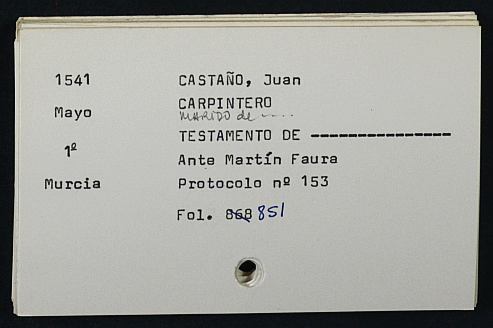 1541
Mayo
1º
Murcia
CASTAÑO, Juan
CARPINTERO
MARIDO de -----
TESTAMENTO DE ---------------
Ante Martín Faura
Protocolo nº 153
Fol. 868 851